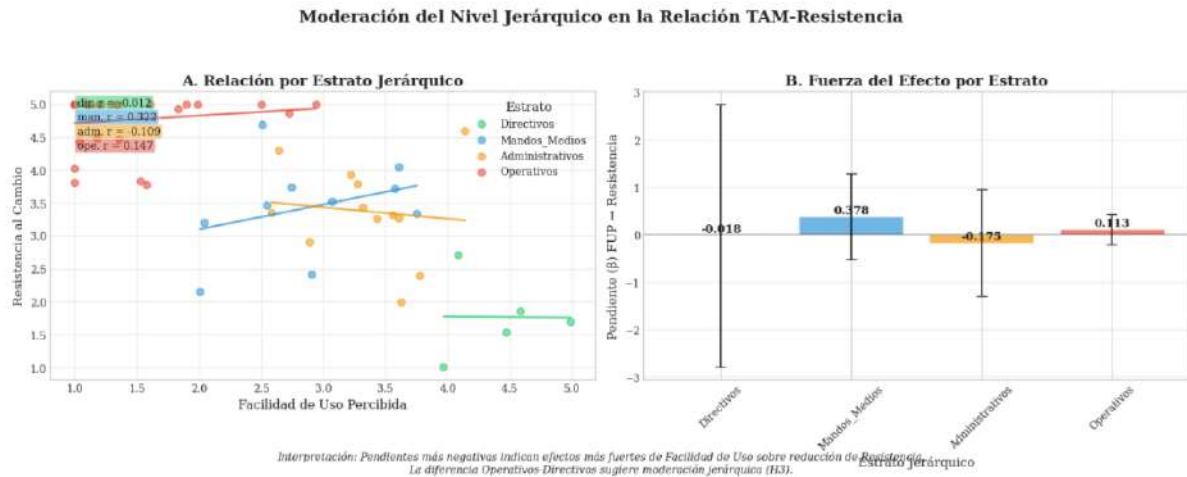 Moderación del Nivel Jerárquico en la Relación TAM-Resistencia
A. Relación por Estrato Jerárquico
5.0
4.5
4.0
3.5
3.0
2.5
2.0
1.5
1.0
Resistencia al Cambio
man. r = 0.322
adm. r = -0.109
ope. r = 0.147
Estrato
Directivos
Mandos_Medios
Administrativos
Operativos
1.0 1.5 2.0 2.5 3.0 3.5 4.0 4.5 5.0
Facilidad de Uso Percibida
B. Fuerza del Efecto por Estrato
3
2
1
0
−1
−2
−3
Pendiente (β) FUP → Resistencia
-0.018
0.378
-0.175
0.113
Directivos
Mandos_Medios
Administrativos
Operativos
Estrato Jerárquico
Interpretación: Pendientes más negativas indican efectos más fuertes de Facilidad de Uso sobre reducción de Resistencia.
La diferencia Operativos-Directivos sugiere moderación jerárquica (H3).